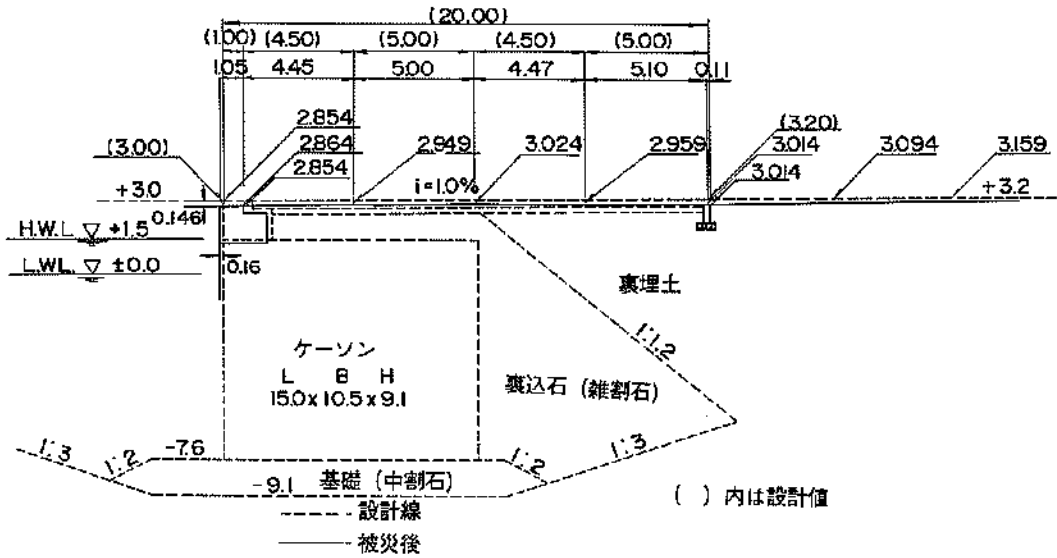 (20.00)
(1.00) (4.50) (5.00) (4.50) (5.00)
1.05 4.45 5.00 4.47 5.10 0.11
2.854
(3.00) 2.864 2.949 3.024 2.959 (3.20) 3.094 3.159
2.854 3.014
3.014
+3.0 i=1.0% +3.2
0.146
H.W.L. ▽ +1.5
0.16
L.W.L. ▽ ±0.0
裏埋土
1:1.2
ケーソン
L B H
15.0x10.5x9.1
裏込石 (雑割石)
1:3 1:2 -7.6 1:2 1:3
-9.1 基礎 (中割石)
( ) 内は設計値
設計線
被災後